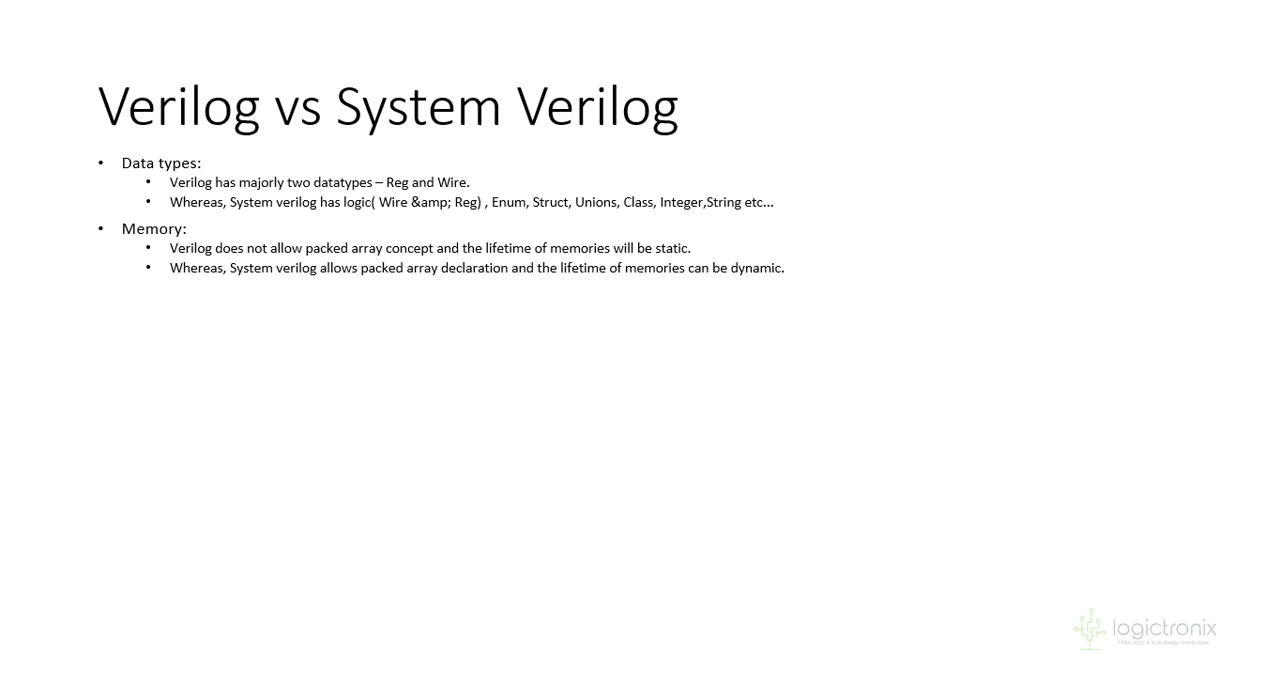 Verilog vs System Verilog
• Data types:
• Verilog has majorly two datatypes – Reg and Wire.
• Whereas, System verilog has logic( Wire &amp; Reg) , Enum, Struct, Unions, Class, Integer,String etc...
• Memory:
• Verilog does not allow packed array concept and the lifetime of memories will be static.
• Whereas, System verilog allows packed array declaration and the lifetime of memories can be dynamic.
logictronix